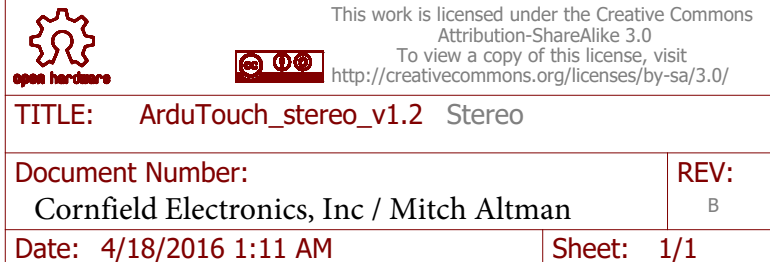 This work is licensed under the Creative Commons
Attribution-ShareAlike 3.0
To view a copy of this license, visit
http://creativecommons.org/licenses/by-sa/3.0/
open hardware
cc
TITLE: ArduTouch_stereo_v1.2 Stereo
Document Number: REV:
Cornfield Electronics, Inc / Mitch Altman B
Date: 4/18/2016 1:11 AM Sheet: 1/1